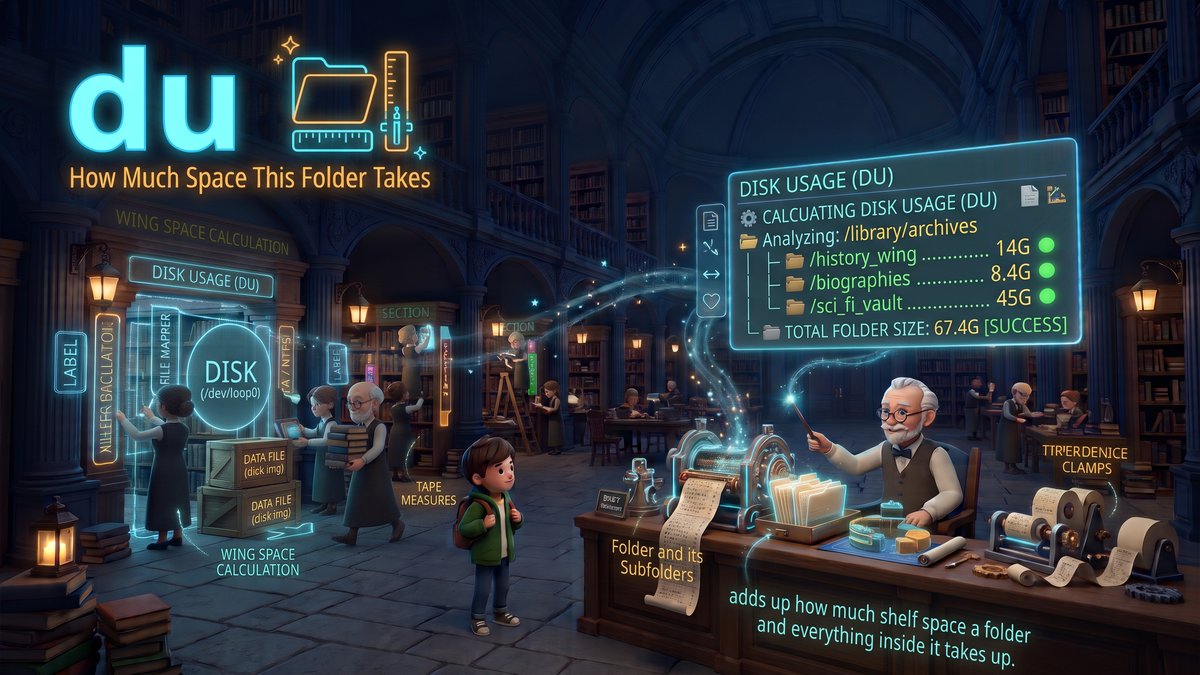 du
How Much Space This Folder Takes
WING SPACE CALCULATION
DISK USAGE (DU)
LABEL
FILE MAPPER
DISK
(/dev/loop0)
LABEL
SECTION
DATA FILE
(dick img)
DATA FILE
(disk img)
TAPE
MEASURES
WING SPACE
CALCULATION
DISK USAGE (DU)
CALCUATING DISK USAGE (DU)
Analyzing: /library/archives
/history_wing ............. 14G
/biographies ............. 8.4G
/sci_fi_vault ................ 45G
TOTAL FOLDER SIZE: 67.4G [SUCCESS]
Folder and its
Subfolders
TTRIERDENICE
CLAMPS
adds up how much shelf space a folder
and everything inside it takes up.